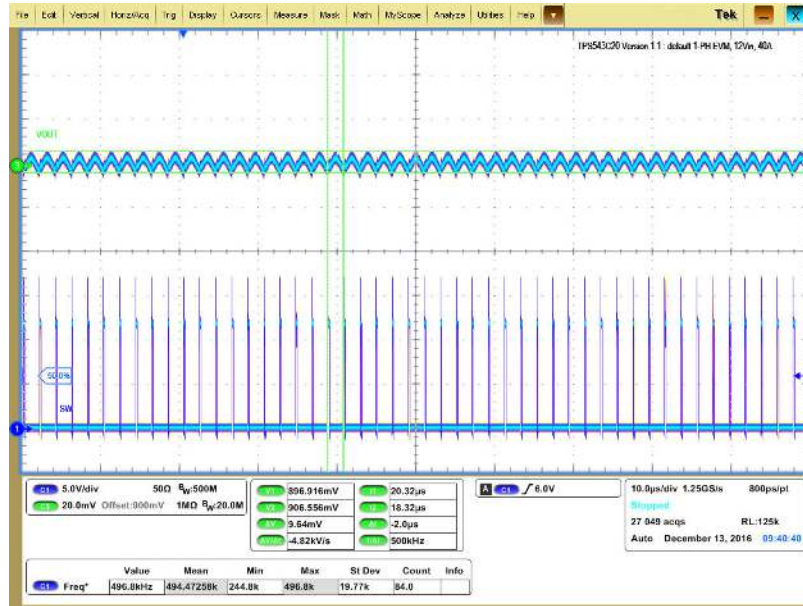 File Edit Vertical Horiz/Acq Trig Display Cursors Measure Mask Math MyScope Analyze Utilities Help Tek X
TPS543C20 Version 1.1 : default 1-PH EVM, 12Vin, 40A
VOUT
3
50.0%
SW
1
C1 5.0V/div 50Ω BW:500M
C3 20.0mV Offset:900mV 1MΩ BW:20.0M
V1 896.916mV
V2 906.556mV
ΔV 9.64mV
ΔV/Δt -4.82kV/s
t1 20.32µs
t2 18.32µs
Δt -2.0µs
1/Δt 500kHz
A C1 6.0V
10.0µs/div 1.25GS/s 800ps/pt
Stopped
27 049 acqs RL:125k
Auto December 13, 2016 09:40:40
Value Mean Min Max St Dev Count Info
C1 Freq* 496.8kHz 494.47258k 244.8k 496.8k 19.77k 84.0